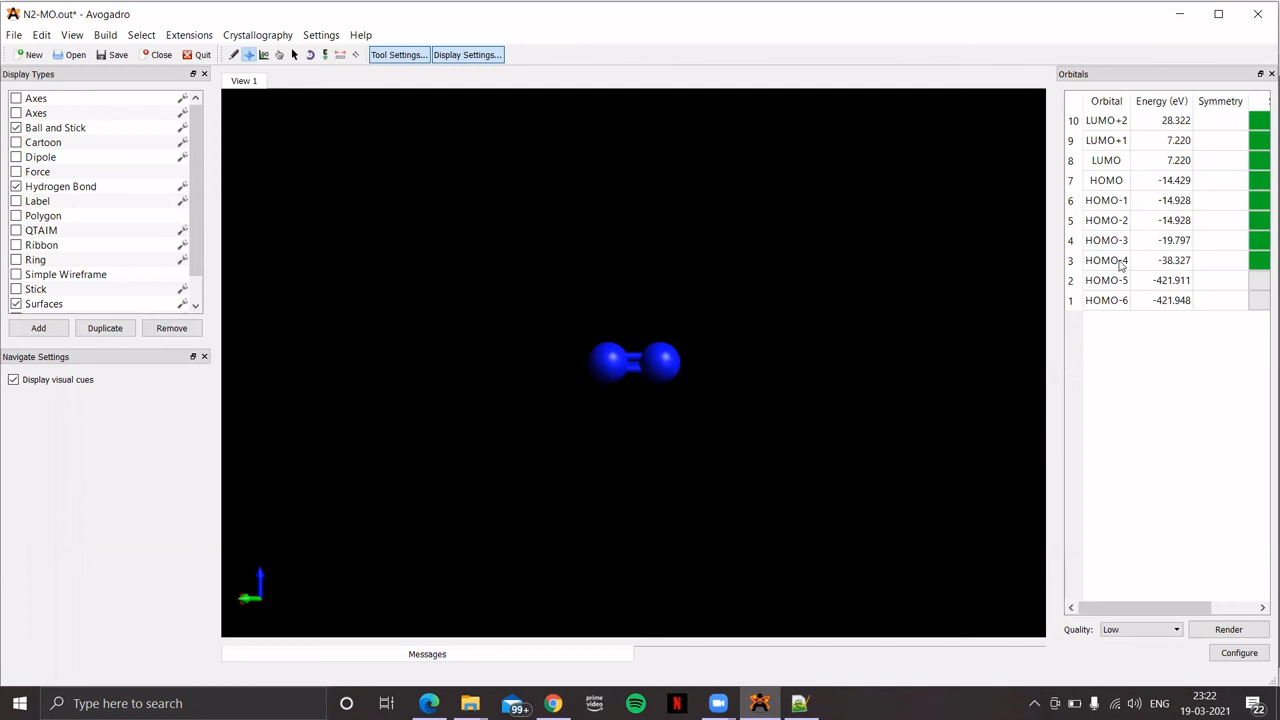 N2-MO.out* - Avogadro
File Edit View Build Select Extensions Crystallography Settings Help
New Open Save Close Quit Tool Settings... Display Settings...
Display Types
Axes
Axes
Ball and Stick
Cartoon
Dipole
Force
Hydrogen Bond
Label
Polygon
QTAIM
Ribbon
Ring
Simple Wireframe
Stick
Surfaces
Add Duplicate Remove
Navigate Settings
Display visual cues
View 1
Messages
Orbitals
Orbital Energy (eV) Symmetry
10 LUMO+2 28.322
9 LUMO+1 7.220
8 LUMO 7.220
7 HOMO -14.429
6 HOMO-1 -14.928
5 HOMO-2 -14.928
4 HOMO-3 -19.797
3 HOMO-4 -38.327
2 HOMO-5 -421.911
1 HOMO-6 -421.948
Quality: Low Render
Configure
Type here to search
99+
prime video
N
ENG
23:22
19-03-2021
22